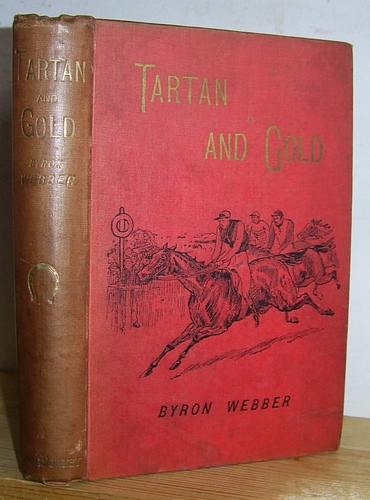 TARTAN
AND
GOLD
BYRON
WEBBER
TARTAN
AND GOLD
BYRON WEBBER